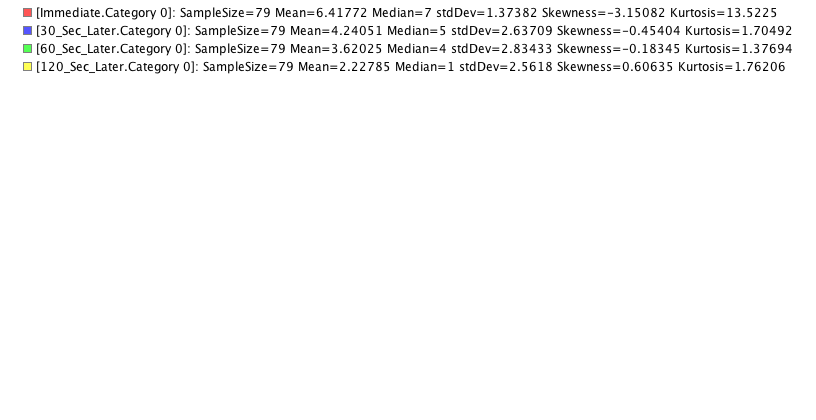 [Immediate.Category 0]: SampleSize=79 Mean=6.41772 Median=7 stdDev=1.37382 Skewness=-3.15082 Kurtosis=13.5225
[30_Sec_Later.Category 0]: SampleSize=79 Mean=4.24051 Median=5 stdDev=2.63709 Skewness=-0.45404 Kurtosis=1.70492
[60_Sec_Later.Category 0]: SampleSize=79 Mean=3.62025 Median=4 stdDev=2.83433 Skewness=-0.18345 Kurtosis=1.37694
[120_Sec_Later.Category 0]: SampleSize=79 Mean=2.22785 Median=1 stdDev=2.5618 Skewness=0.60635 Kurtosis=1.76206